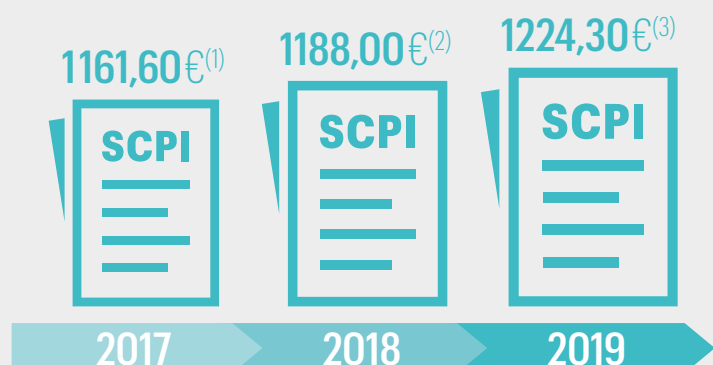 1161,60 €(1)
1188,00 €(2)
1224,30 €(3)
SCPI
SCPI
SCPI
2017
2018
2019